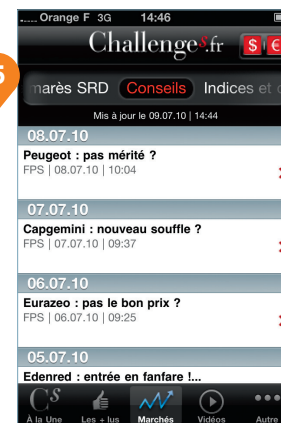 Orange F 3G 14:46
Challenges.fr $ €
5
marès SRD Conseils Indices et c
Mis à jour le 09.07.10 | 14:44
08.07.10
Peugeot : pas mérité ?
FPS | 08.07.10 | 10:04
07.07.10
Capgemini : nouveau souffle ?
FPS | 07.07.10 | 09:37
06.07.10
Eurazeo : pas le bon prix ?
FPS | 06.07.10 | 09:25
05.07.10
Edenred : entrée en fanfare !...
Cs
À la Une Les + lus Marchés Vidéos Autre